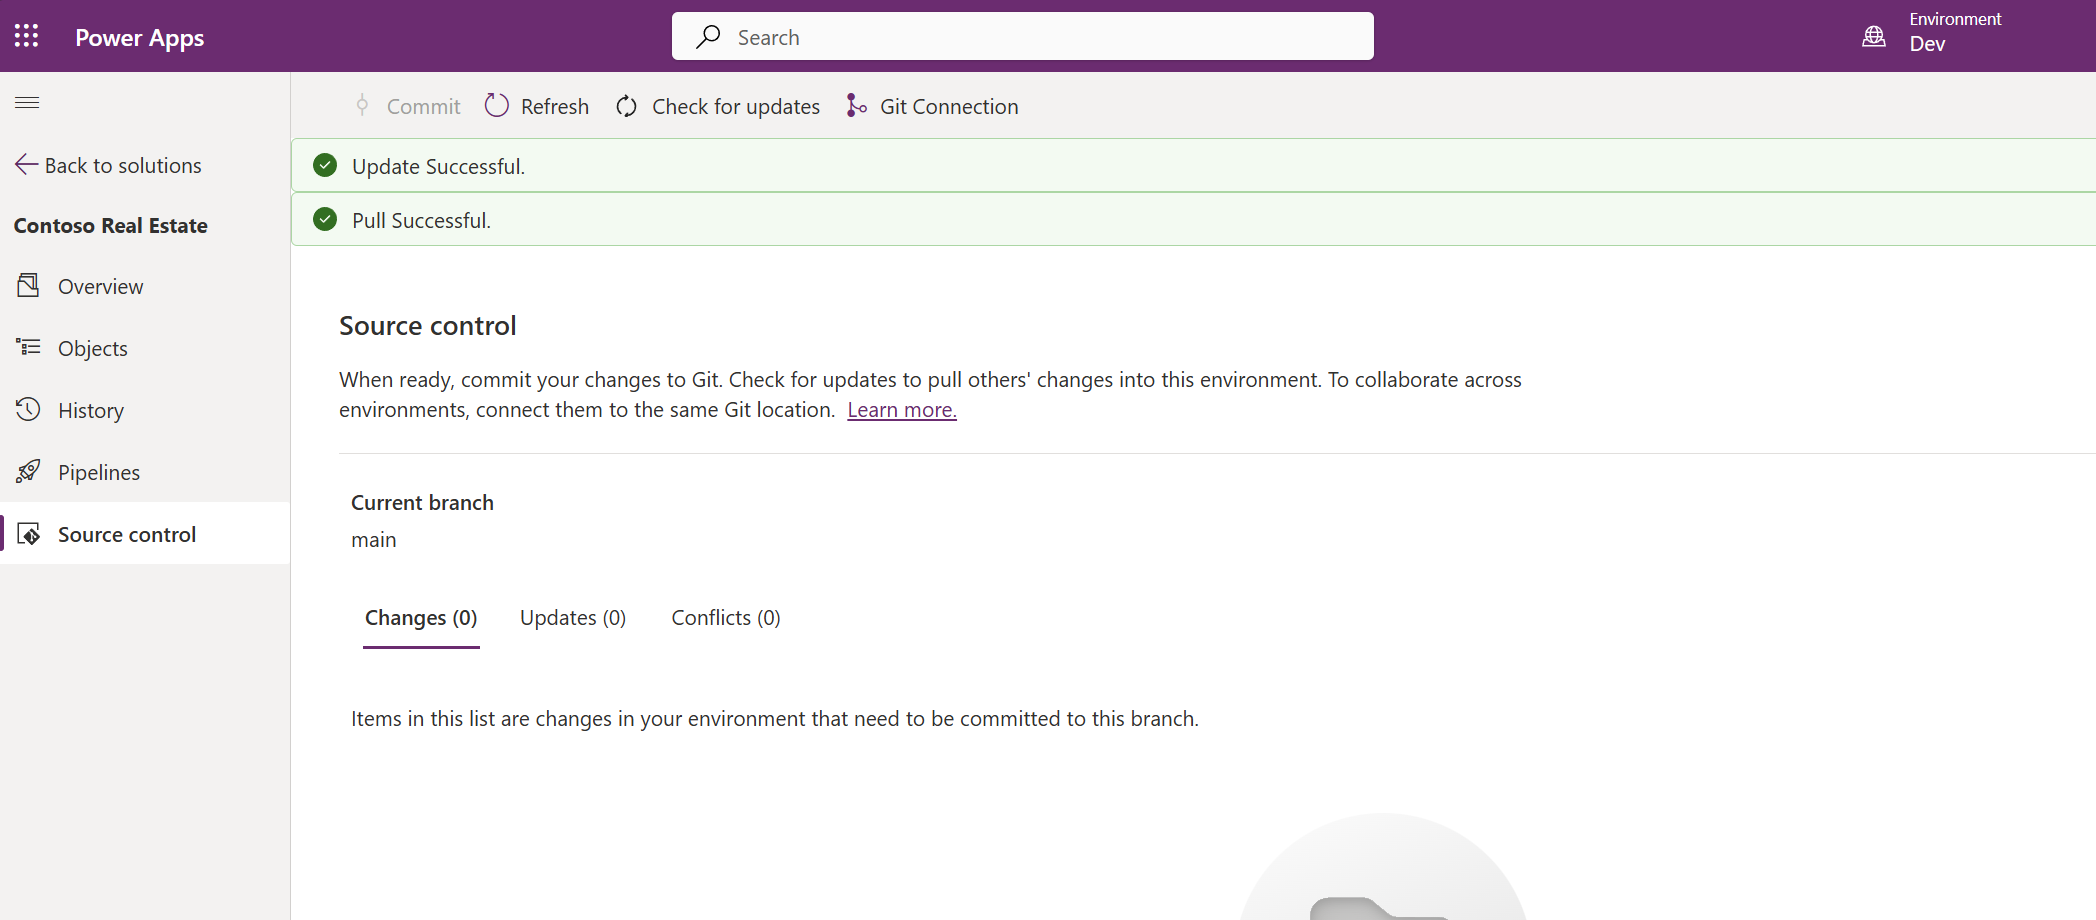 Power Apps
Search
Environment
Dev
Commit
Refresh
Check for updates
Git Connection
Update Successful.
Pull Successful.
Back to solutions
Contoso Real Estate
Overview
Objects
History
Pipelines
Source control
Source control
When ready, commit your changes to Git. Check for updates to pull others' changes into this environment. To collaborate across
environments, connect them to the same Git location. Learn more.
Current branch
main
Changes (0)
Updates (0)
Conflicts (0)
Items in this list are changes in your environment that need to be committed to this branch.